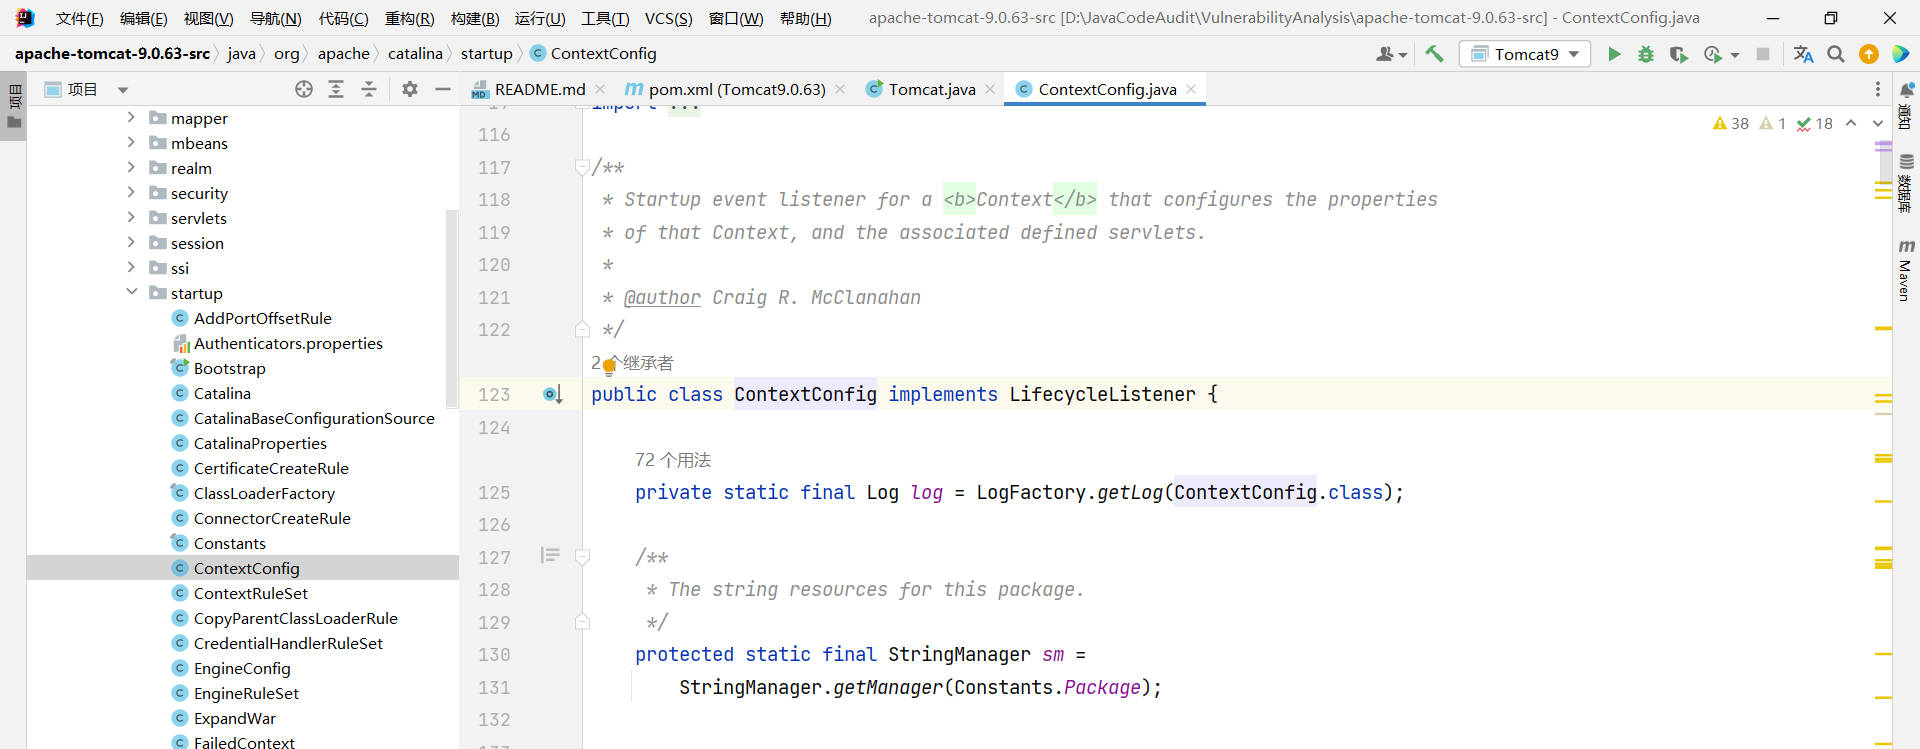 文件(F) 编辑(E) 视图(V) 导航(N) 代码(C) 重构(R) 构建(B) 运行(U) 工具(T) VCS(S) 窗口(W) 帮助(H) apache-tomcat-9.0.63-src [D:\JavaCodeAudit\VulnerabilityAnalysis\apache-tomcat-9.0.63-src] - ContextConfig.java
apache-tomcat-9.0.63-src java org apache catalina startup ContextConfig Tomcat9
项目
项目
README.md pom.xml (Tomcat9.0.63) Tomcat.java ContextConfig.java
mapper
mbeans
realm
security
servlets
session
ssi
startup
AddPortOffsetRule
Authenticators.properties
Bootstrap
Catalina
CatalinaBaseConfigurationSource
CatalinaProperties
CertificateCreateRule
ClassLoaderFactory
ConnectorCreateRule
Constants
ContextConfig
ContextRuleSet
CopyParentClassLoaderRule
CredentialHandlerRuleSet
EngineConfig
EngineRuleSet
ExpandWar
FailedContext
import ...
38 1 18
116
117 /**
118 * Startup event listener for a <b>Context</b> that configures the properties
119 * of that Context, and the associated defined servlets.
120 *
121 * @author Craig R. McClanahan
122 */
2 个继承者
123 public class ContextConfig implements LifecycleListener {
124
72 个用法
125 private static final Log log = LogFactory.getLog(ContextConfig.class);
126
127 /**
128 * The string resources for this package.
129 */
130 protected static final StringManager sm =
131 StringManager.getManager(Constants.Package);
132
通知
数据库
Maven